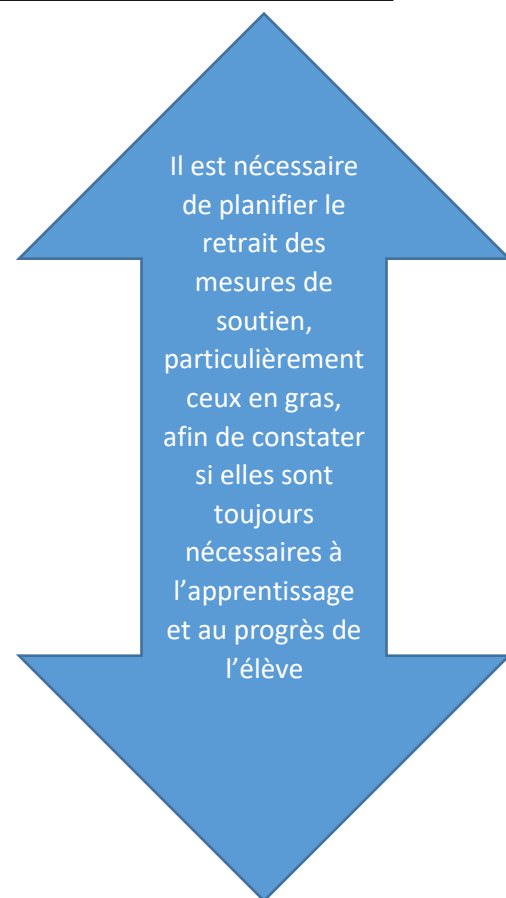 Il est nécessaire
de planifier le
retrait des
mesures de
soutien,
particulièrement
ceux en gras,
afin de constater
si elles sont
toujours
nécessaires à
l’apprentissage
et au progrès de
l’élève